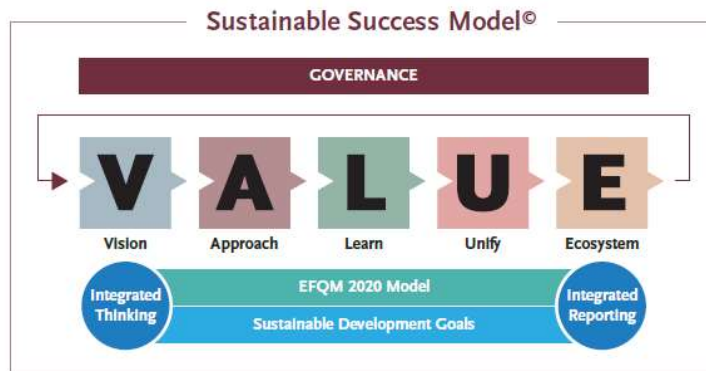 Sustainable Success Model©
GOVERNANCE
V A L U E
Vision Approach Learn Unify Ecosystem
Integrated
Thinking
EFQM 2020 Model
Sustainable Development Goals
Integrated
Reporting